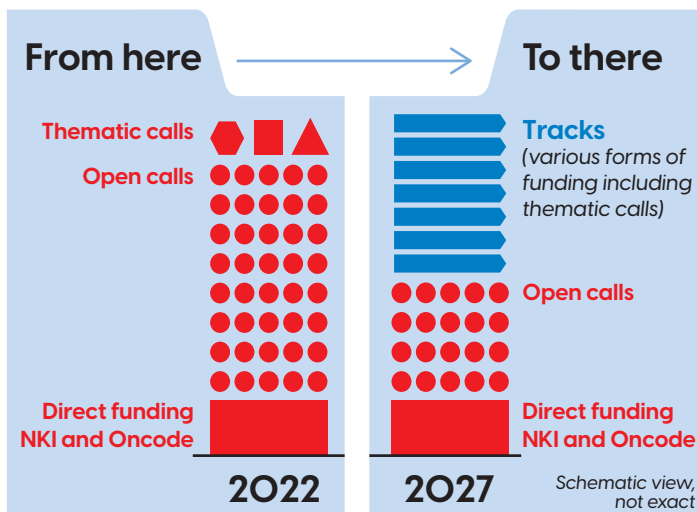 From here
To there
Thematic calls
Open calls
Direct funding
NKI and Oncode
2022
Tracks
(various forms of
funding including
thematic calls)
Open calls
Direct funding
NKI and Oncode
2027
Schematic view,
not exact